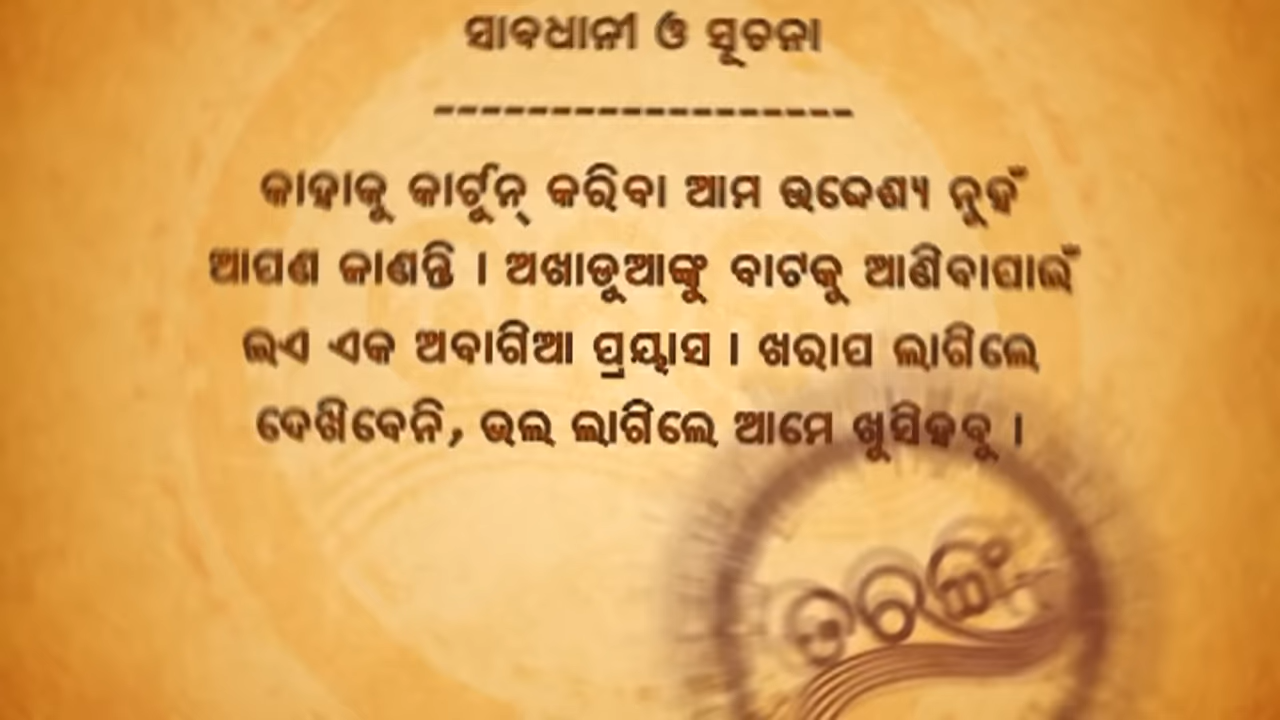 ସାବଧାନୀ ଓ ସୂଚନା
------------------
କାହାକୁ କାର୍ଟୁନ୍ କରିବା ଆମ ଉଦ୍ଦେଶ୍ୟ ନୁହଁ
ଆପଣ ଜାଣନ୍ତି । ଅଖାଡୁଆଙ୍କୁ ବାଟକୁ ଆଣିବାପାଇଁ
ଇଏ ଏକ ଅବାଗିଆ ପ୍ରୟାସ । ଖରାପ ଲାଗିଲେ
ଦେଖିବେନି, ଭଲ ଲାଗିଲେ ଆମେ ଖୁସିହବୁ ।